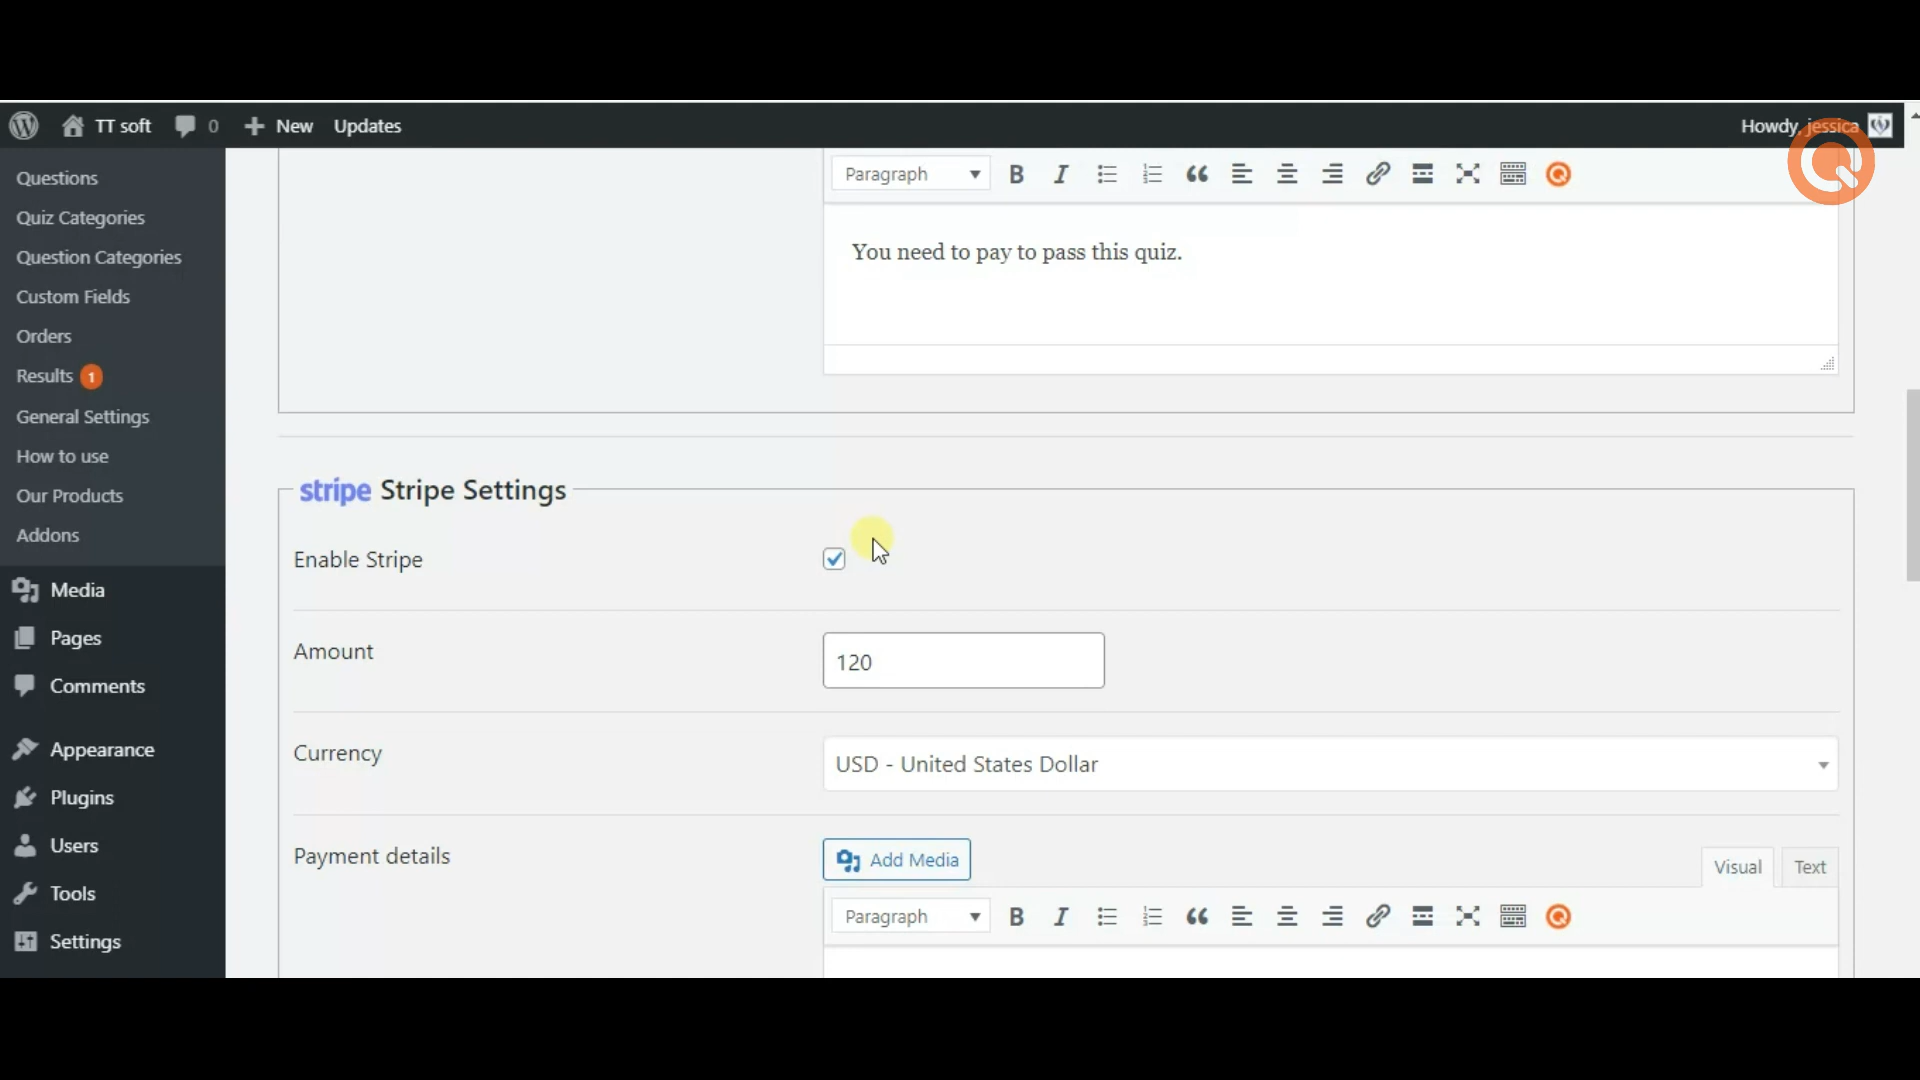 TT soft 0 New Updates Howdy, jessica
Questions
Quiz Categories
Question Categories
Custom Fields
Orders
Results 1
General Settings
How to use
Our Products
Addons
Media
Pages
Comments
Appearance
Plugins
Users
Tools
Settings
Paragraph B I
You need to pay to pass this quiz.
stripe Stripe Settings
Enable Stripe
Amount 120
Currency USD - United States Dollar
Payment details Add Media Visual Text
Paragraph B I